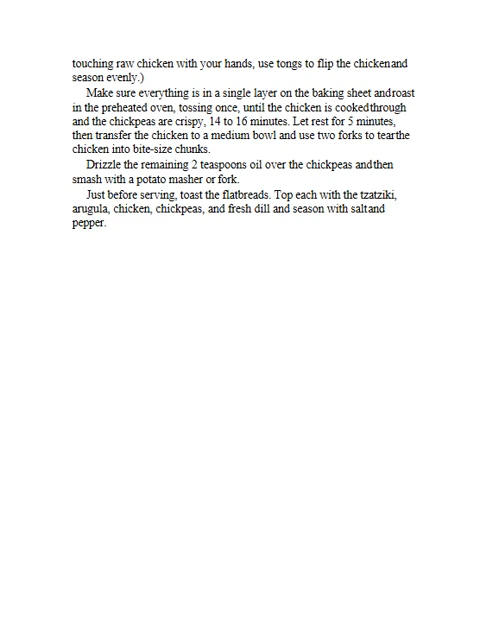 touching raw chicken with your hands, use tongs to flip the chickenand
season evenly.)
Make sure everything is in a single layer on the baking sheet androast
in the preheated oven, tossing once, until the chicken is cookedthrough
and the chickpeas are crispy, 14 to 16 minutes. Let rest for 5 minutes,
then transfer the chicken to a medium bowl and use two forks to tearthe
chicken into bite-size chunks.
Drizzle the remaining 2 teaspoons oil over the chickpeas andthen
smash with a potato masher or fork.
Just before serving, toast the flatbreads. Top each with the tzatziki,
arugula, chicken, chickpeas, and fresh dill and season with saltand
pepper.